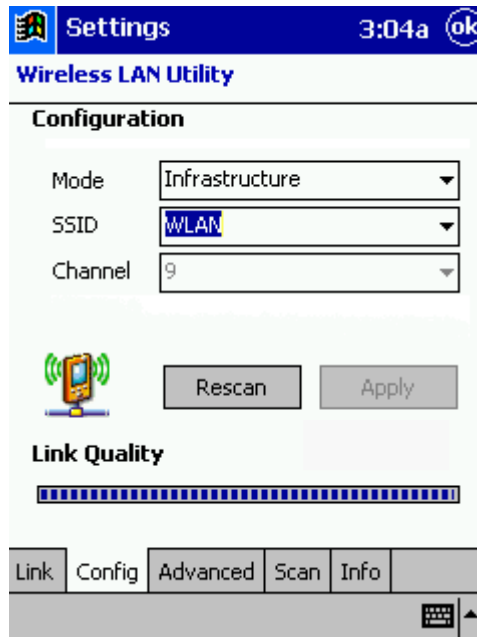 Settings 3:04a ok
Wireless LAN Utility
Configuration
Mode Infrastructure
SSID WLAN
Channel 9
Rescan Apply
Link Quality
Link Config Advanced Scan Info